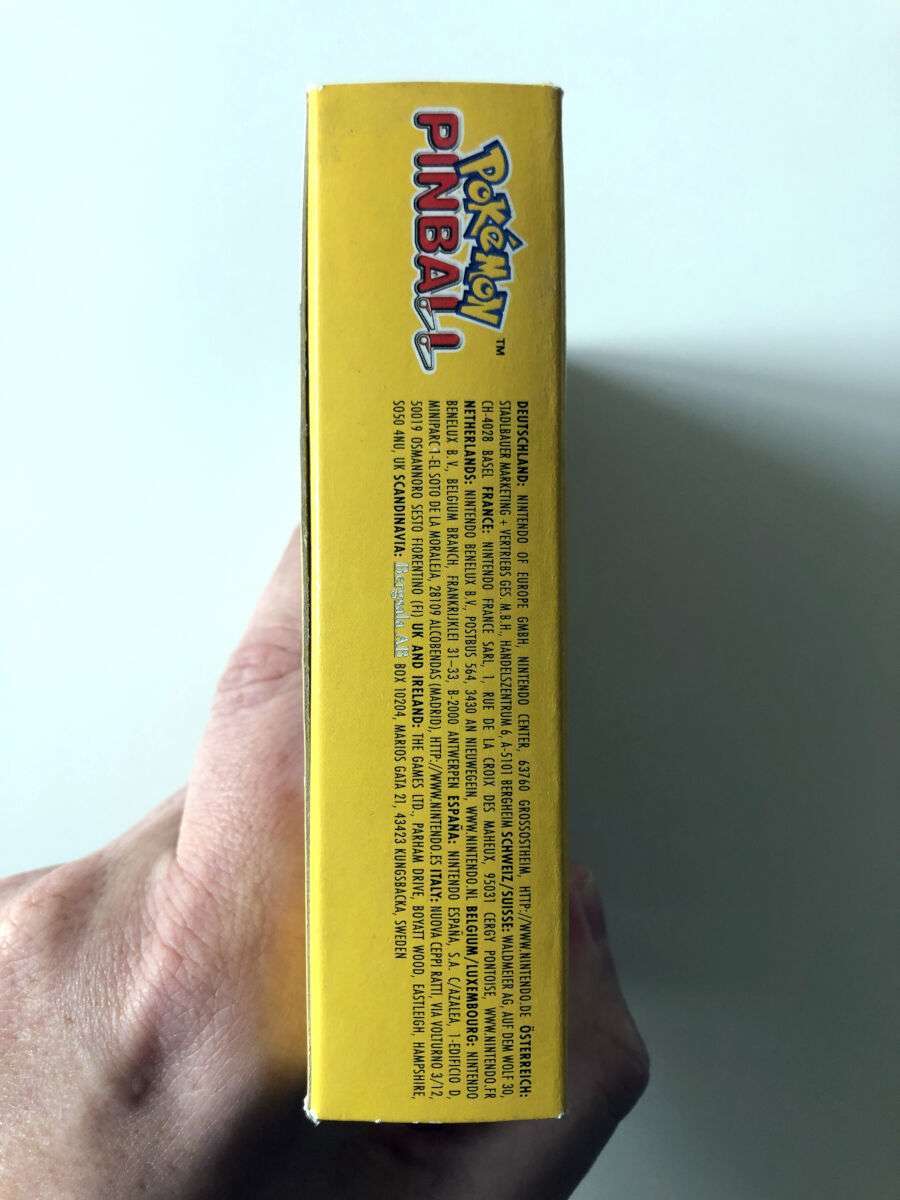 POKéMON™
PINBALL
DEUTSCHLAND: NINTENDO OF EUROPE GMBH, NINTENDO CENTER, 63760 GROSSOSTHEIM, HTTP://WWW.NINTENDO.DE ÖSTERREICH:
STADLBAUER MARKETING + VERTRIEBS GES .M.B.H., HANDELSZENTRUM 6, A-5101 BERGHEIM SCHWEIZ/SUISSE: WALDMEIER AG, AUF DEM WOLF 30,
CH-4028 BASEL FRANCE: NINTENDO FRANCE SARL, 1, RUE DE LA CROIX DES MAHEUX, 95031 CERGY PONTOISE, WWW.NINTENDO.FR
NETHERLANDS: NINTENDO BENELUX B.V., POSTBUS 564, 3430 AN NIEUWEGEIN, WWW.NINTENDO.NL BELGIUM/LUXEMBOURG: NINTENDO
BENELUX B.V., BELGIUM BRANCH, FRANKRIJKLEI 31–33, B-2000 ANTWERPEN ESPAÑA: NINTENDO ESPAÑA, S.A. C/AZALEA, 1-EDIFICIO D,
MINIPARC 1-EL SOTO DE LA MORALEJA, 28109 ALCOBENDAS (MADRID), HTTP://WWW.NINTENDO.ES ITALY: NUOVA CEPPI RATTI, VIA VOLTURNO 3/12,
50019 OSMANNORO SESTO FIORENTINO (FI) UK AND IRELAND: THE GAMES LTD., PARHAM DRIVE, BOYATT WOOD, EASTLEIGH, HAMPSHIRE,
SO50 4NU, UK SCANDINAVIA: Bergsala AB BOX 10204, MARIOS GATA 21, 43423 KUNGSBACKA, SWEDEN